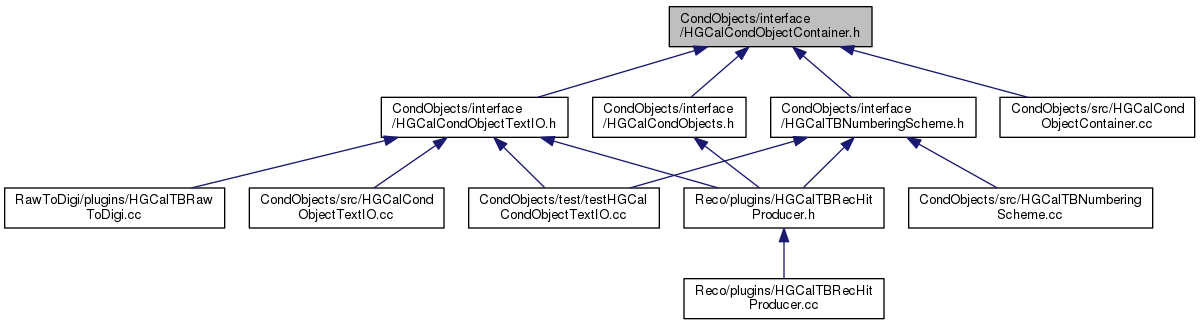 CondObjects/interface
/HGCalCondObjectContainer.h
CondObjects/interface
/HGCalCondObjectTextIO.h
CondObjects/interface
/HGCalCondObjects.h
CondObjects/interface
/HGCalTBNumberingScheme.h
CondObjects/src/HGCalCond
ObjectContainer.cc
RawToDigi/plugins/HGCalTBRaw
ToDigi.cc
CondObjects/src/HGCalCond
ObjectTextIO.cc
CondObjects/test/testHGCal
CondObjectTextIO.cc
Reco/plugins/HGCalTBRecHit
Producer.h
CondObjects/src/HGCalTBNumbering
Scheme.cc
Reco/plugins/HGCalTBRecHit
Producer.cc